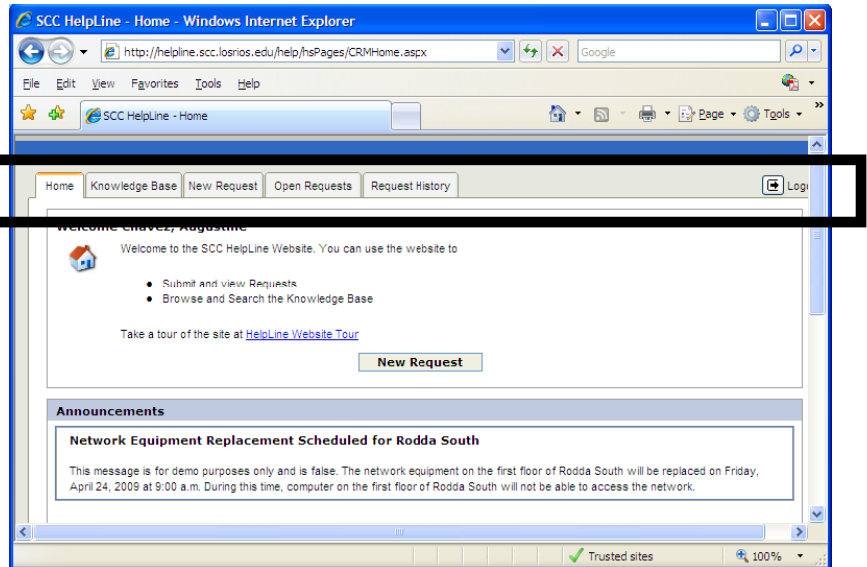 SCC HelpLine - Home - Windows Internet Explorer
http://helpline.scc.losrios.edu/help/hsPages/CRMHome.aspx Google
File Edit View Favorites Tools Help
SCC HelpLine - Home Page Tools »
Home Knowledge Base New Request Open Requests Request History Logo
Welcome Chavez, Augustine
Welcome to the SCC HelpLine Website. You can use the website to
• Submit and view Requests
• Browse and Search the Knowledge Base
Take a tour of the site at HelpLine Website Tour
New Request
Announcements
Network Equipment Replacement Scheduled for Rodda South
This message is for demo purposes only and is false. The network equipment on the first floor of Rodda South will be replaced on Friday,
April 24, 2009 at 9:00 a.m. During this time, computer on the first floor of Rodda South will not be able to access the network.
Trusted sites 100%